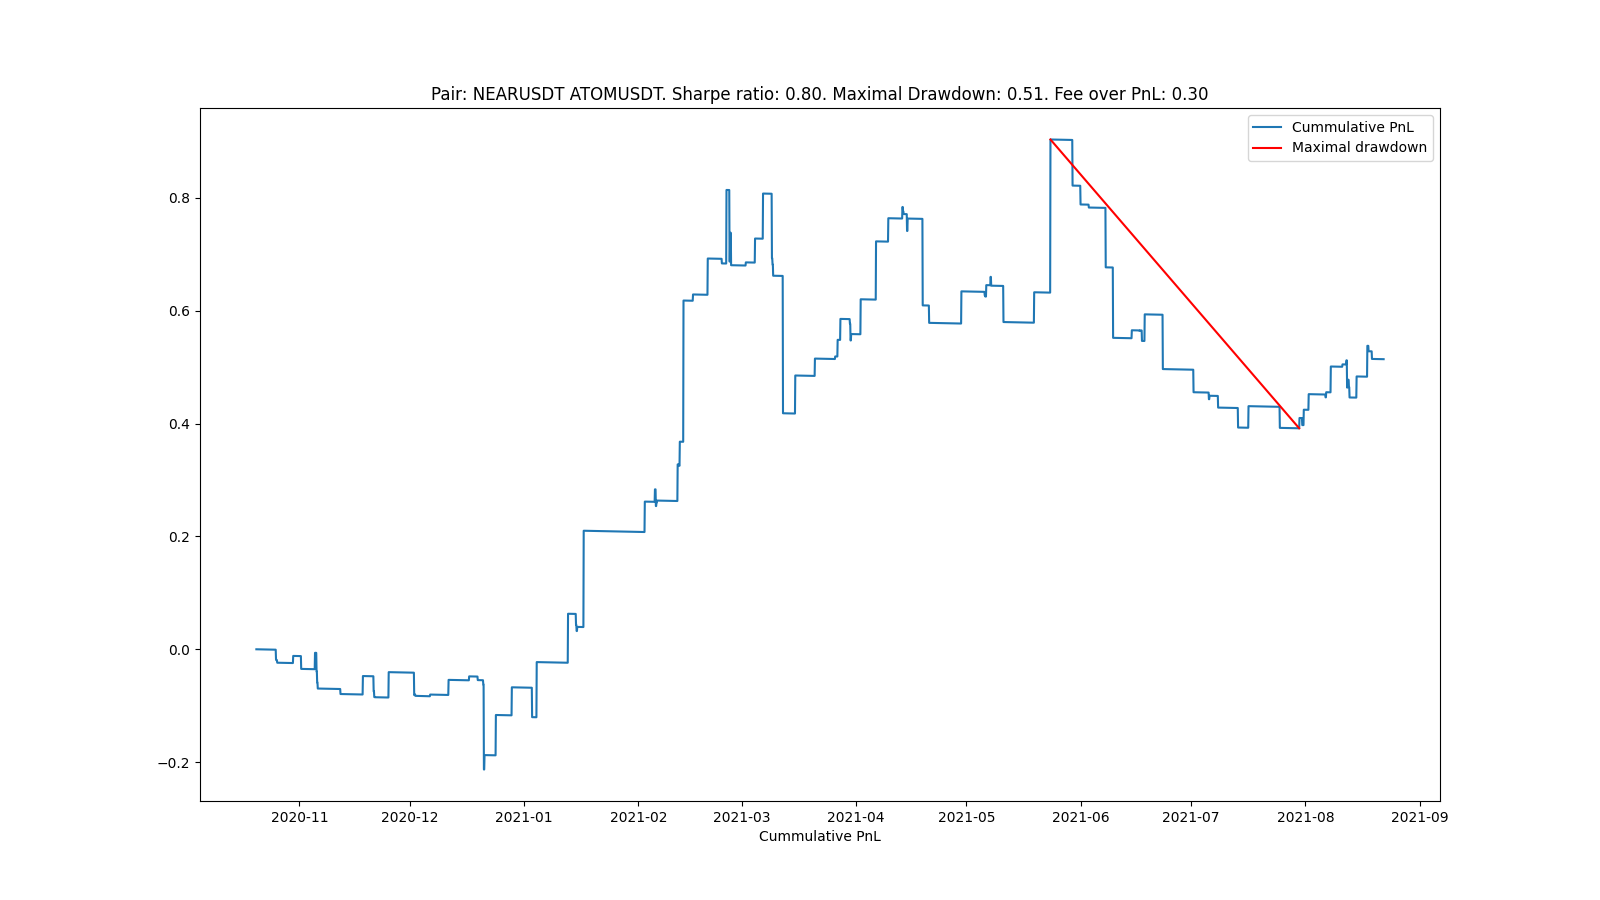 Pair: NEARUSDT ATOMUSDT. Sharpe ratio: 0.80. Maximal Drawdown: 0.51. Fee over PnL: 0.30
Cummulative PnL
Maximal drawdown
0.8
0.6
0.4
0.2
0.0
−0.2
2020-11 2020-12 2021-01 2021-02 2021-03 2021-04 2021-05 2021-06 2021-07 2021-08 2021-09
Cummulative PnL